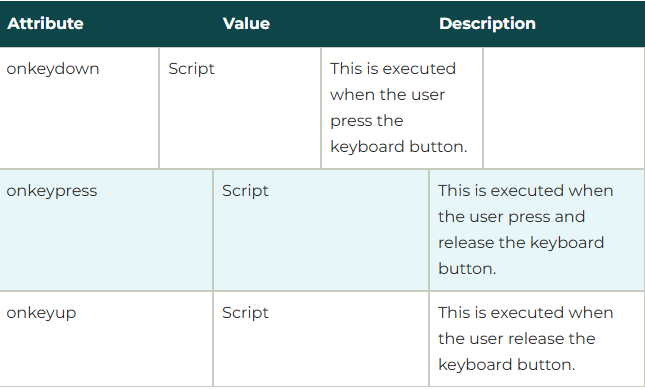 Attribute Value Description
onkeydown Script This is executed
when the user
press the
keyboard button.
onkeypress Script This is executed when
the user press and
release the keyboard
button.
onkeyup Script This is executed when
the user release the
keyboard button.